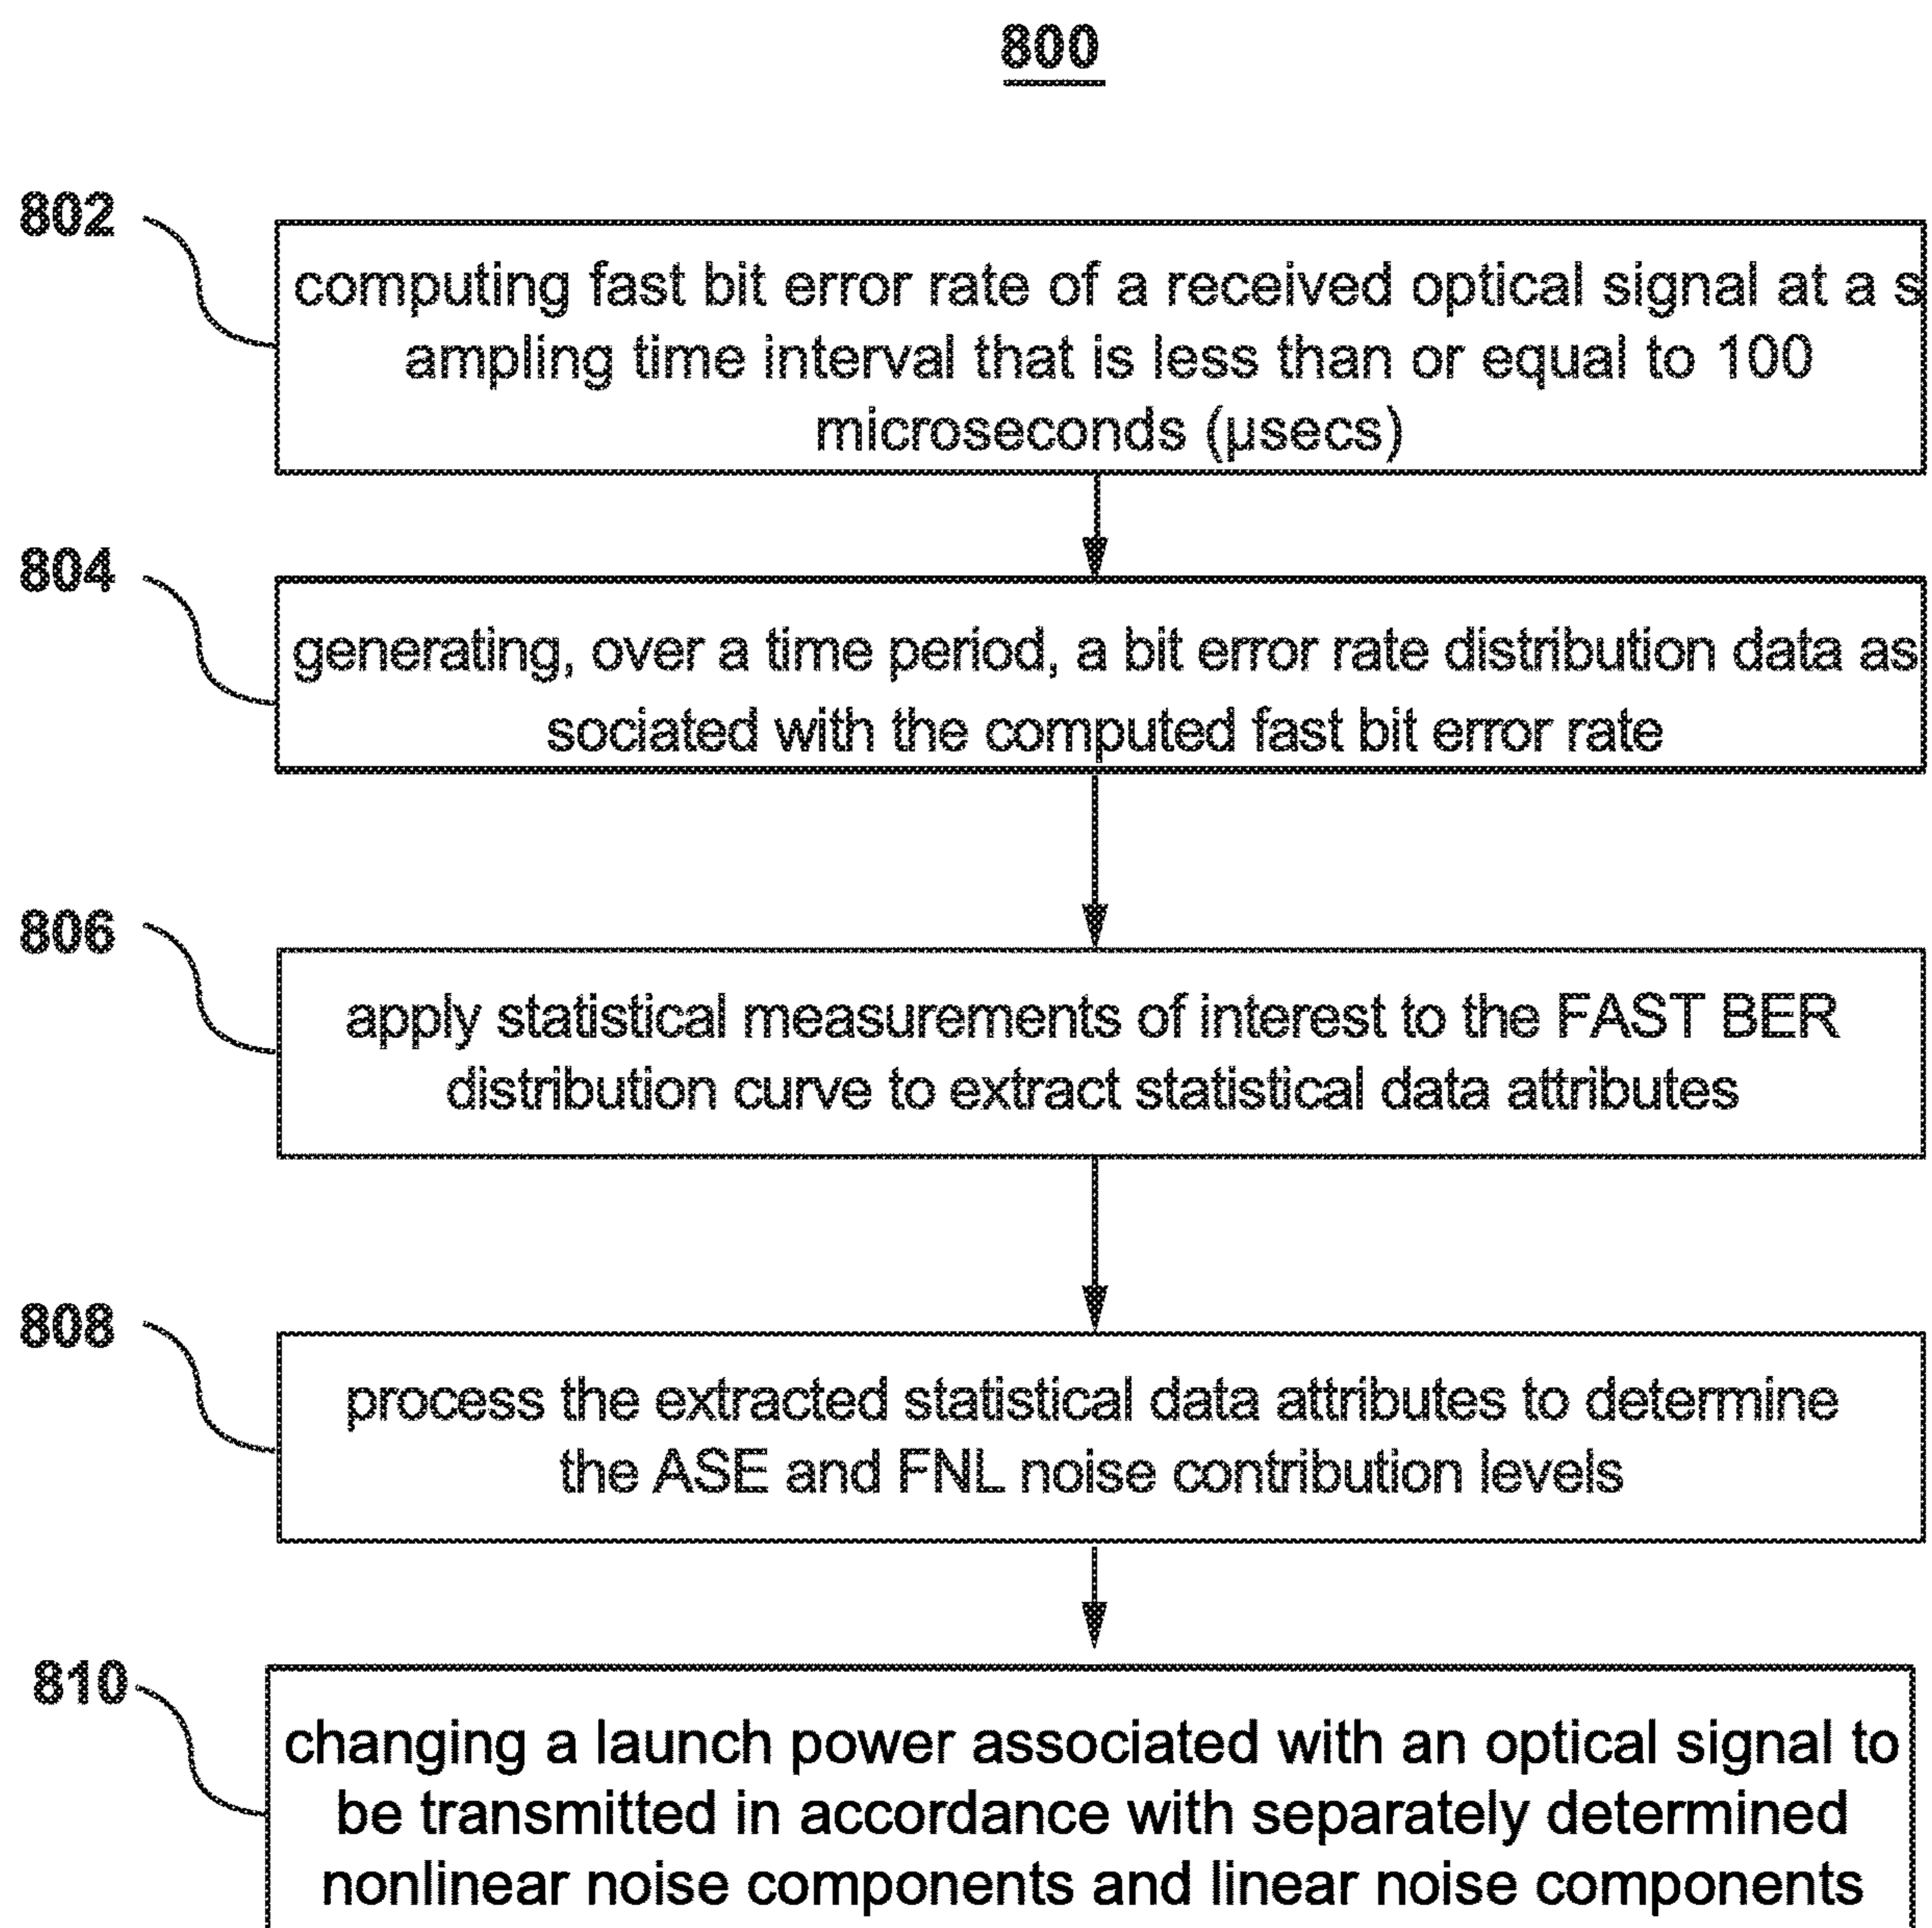 800
802
computing fast bit error rate of a received optical signal at a s
ampling time interval that is less than or equal to 100
microseconds (µsecs)
804
generating, over a time period, a bit error rate distribution data as
sociated with the computed fast bit error rate
806
apply statistical measurements of interest to the FAST BER
distribution curve to extract statistical data attributes
808
process the extracted statistical data attributes to determine
the ASE and FNL noise contribution levels
810
changing a launch power associated with an optical signal to
be transmitted in accordance with separately determined
nonlinear noise components and linear noise components